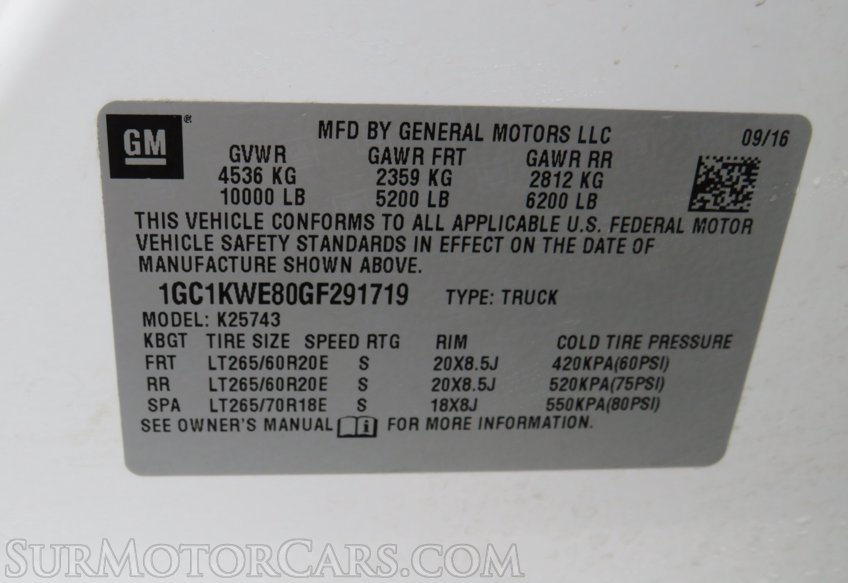 GM ®
MFD BY GENERAL MOTORS LLC 09/16
GVWR GAWR FRT GAWR RR
4536 KG 2359 KG 2812 KG
10000 LB 5200 LB 6200 LB
THIS VEHICLE CONFORMS TO ALL APPLICABLE U.S. FEDERAL MOTOR
VEHICLE SAFETY STANDARDS IN EFFECT ON THE DATE OF
MANUFACTURE SHOWN ABOVE.
1GC1KWE80GF291719 TYPE: TRUCK
MODEL: K25743
KBGT TIRE SIZE SPEED RTG RIM COLD TIRE PRESSURE
FRT LT265/60R20E S 20X8.5J 420KPA(60PSI)
RR LT265/60R20E S 20X8.5J 520KPA(75PSI)
SPA LT265/70R18E S 18X8J 550KPA(80PSI)
SEE OWNER'S MANUAL i FOR MORE INFORMATION.
SURMOTORCARS.COM